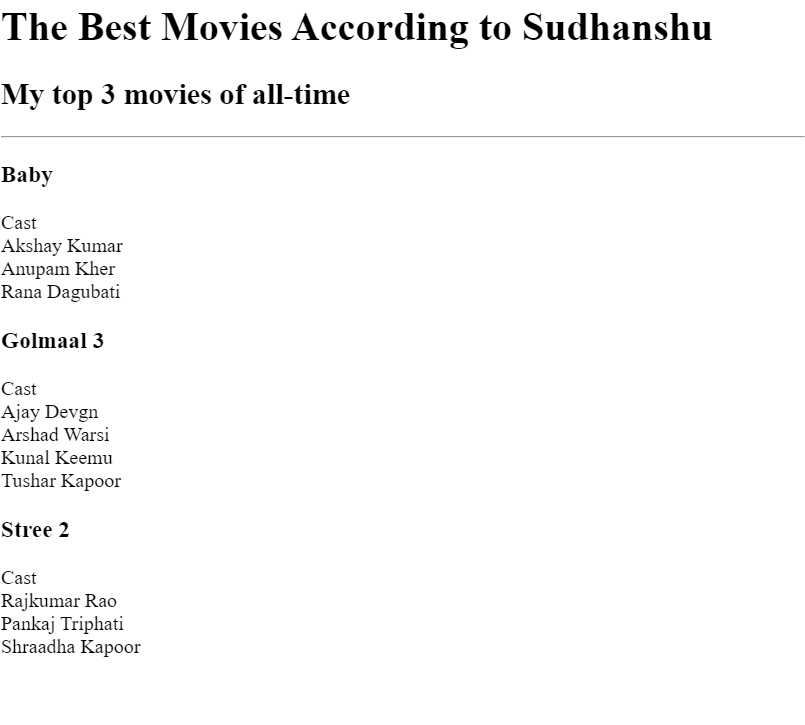 The Best Movies According to Sudhanshu
My top 3 movies of all-time
Baby
Cast
Akshay Kumar
Anupam Kher
Rana Dagubati
Golmaal 3
Cast
Ajay Devgn
Arshad Warsi
Kunal Keemu
Tushar Kapoor
Stree 2
Cast
Rajkumar Rao
Pankaj Triphati
Shraadha Kapoor